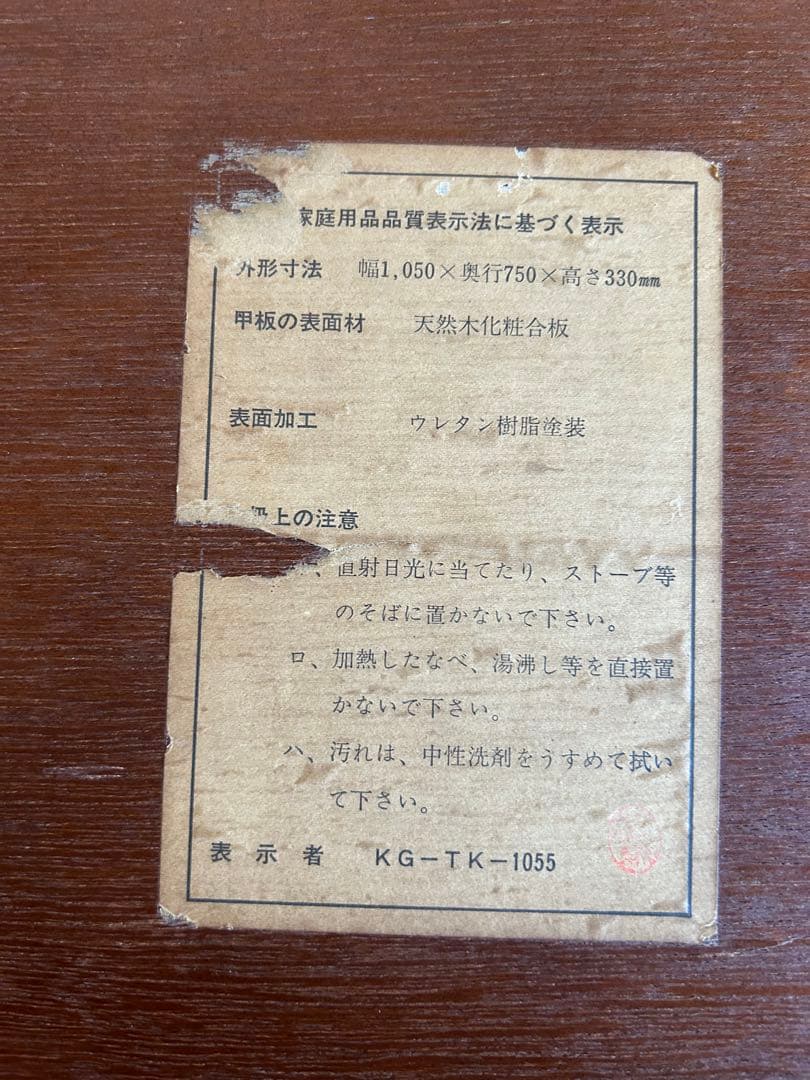 家庭用品品質表示法に基づく表示
外形寸法 幅1,050×奥行750×高さ330mm
甲板の表面材 天然木化粧合板
表面加工 ウレタン樹脂塗装
扱上の注意
、直射日光に当てたり、ストーブ等
のそばに置かないで下さい。
ロ、加熱したなべ、湯沸し等を直接置
かないで下さい。
ハ、汚れは、中性洗剤をうすめて拭い
て下さい。
表示者 KG-TK-1055